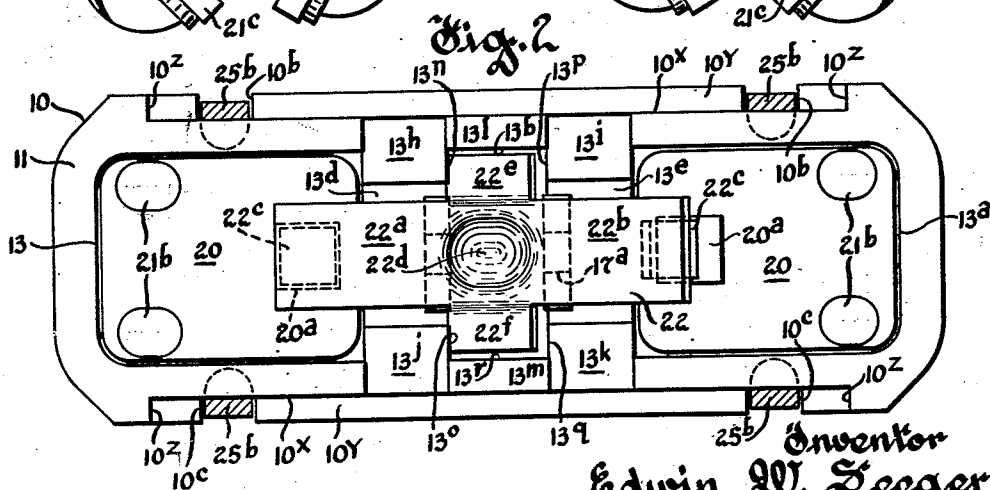 21c 21c
Fig. 2
10z 25b 10b 13n 13p 10x 10y 25b 10z
10
11 13h 13l 13b 13i 10b
13d 22e 13e 22c
13 22c 22a 22b 20a 13a
21b 20 22d 17a 20 21b
20a 22f 22 10c
13j 13r 13m 13k 10z
10z 10c 25b 10x 10y 13o 13q 25b
Inventor
Edwin W. Seeger